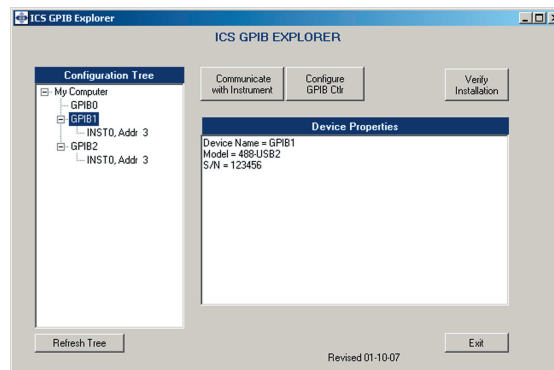 ICS GPIB Explorer
ICS GPIB EXPLORER
Configuration Tree
My Computer
GPIB0
GPIB1
INST0, Addr 3
GPIB2
INST0, Addr 3
Refresh Tree
Communicate
with Instrument
Configure
GPIB Ctlr
Verify
Installation
Device Properties
Device Name = GPIB1
Model = 488-USB2
S/N = 123456
Exit
Revised 01-10-07